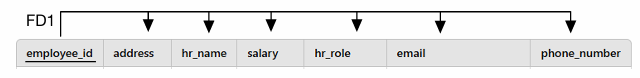 FD1
employee_id address hr_name salary hr_role email phone_number